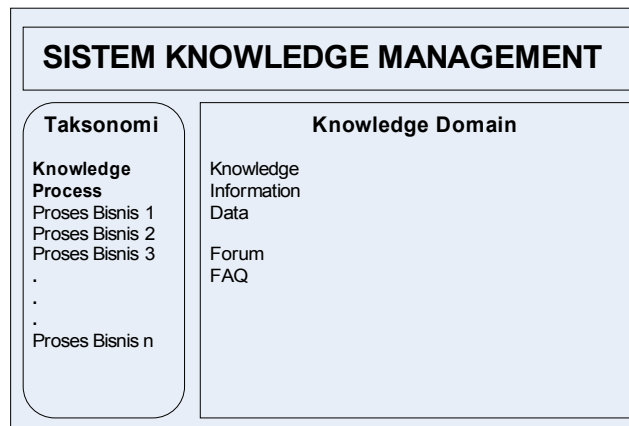 SISTEM KNOWLEDGE MANAGEMENT
Taksonomi
Knowledge
Process
Proses Bisnis 1
Proses Bisnis 2
Proses Bisnis 3
.
.
.
Proses Bisnis n
Knowledge Domain
Knowledge
Information
Data
Forum
FAQ